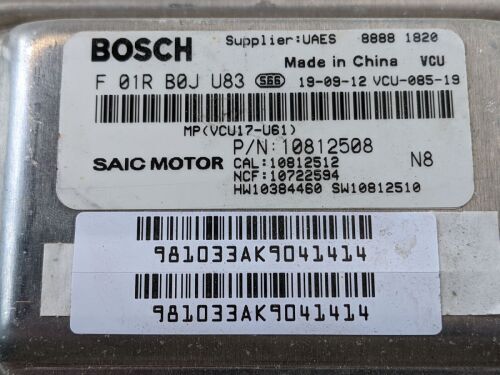 BOSCH Supplier:UAES 8888 1820
Made in China VCU
F 01R B0J U83 S66 19-09-12 VCU-085-19
MP(VCU17-U61)
P/N:10812508
SAIC MOTOR CAL:10812512 N8
NCF:10722594
HW10384460 SW10812510
981033AK9041414
981033AK9041414